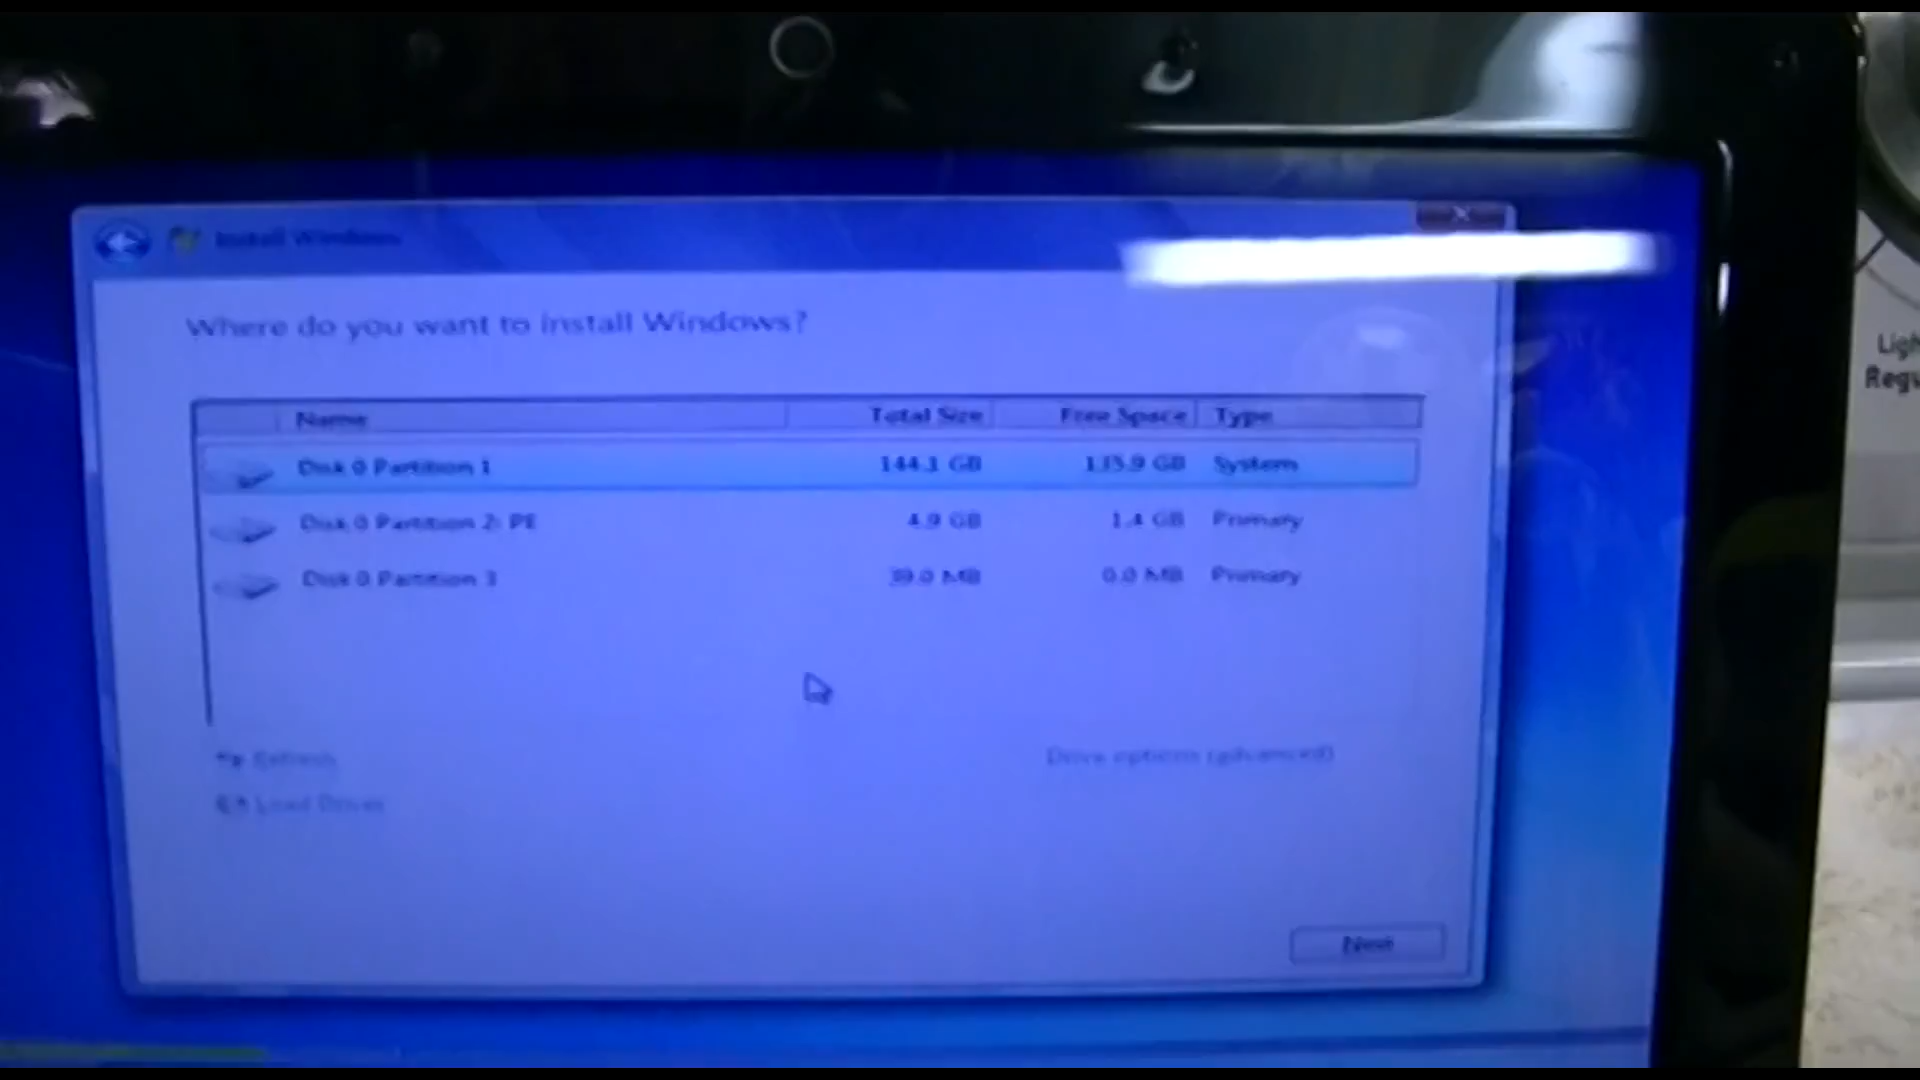 Install Windows
Where do you want to install Windows?
Name Total Size Free Space Type
Disk 0 Partition 1 144.1 GB 135.9 GB System
Disk 0 Partition 2: PE 4.9 GB 1.4 GB Primary
Disk 0 Partition 3 39.0 MB 0.0 MB Primary
Refresh Drive options (advanced)
Load Driver
Next
Ligh
Regu